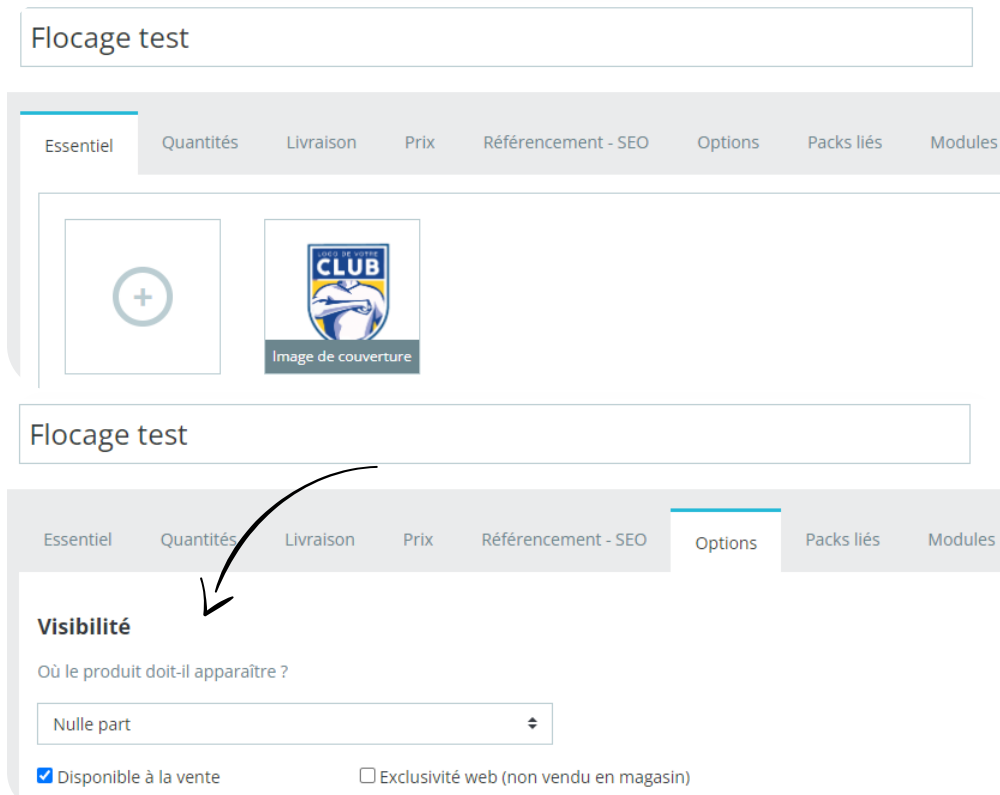 Flocage test
Essentiel Quantités Livraison Prix Référencement - SEO Options Packs liés Modules
LOGO DE VOTRE
CLUB
Image de couverture
Flocage test
Essentiel Quantités Livraison Prix Référencement - SEO Options Packs liés Modules
Visibilité
Où le produit doit-il apparaître ?
Nulle part
Disponible à la vente Exclusivité web (non vendu en magasin)